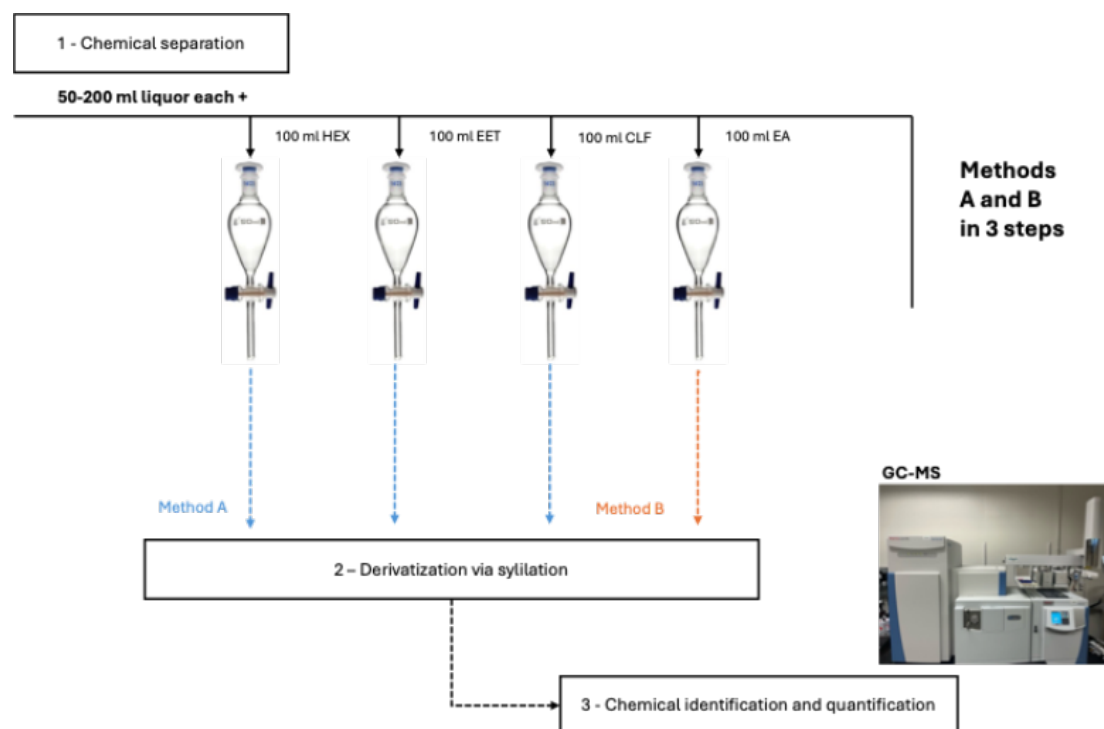 1 - Chemical separation
50-200 ml liquor each +
100 ml HEX
100 ml EET
100 ml CLF
100 ml EA
Methods
A and B
in 3 steps
Method A
Method B
GC-MS
2 – Derivatization via sylilation
3 - Chemical identification and quantification